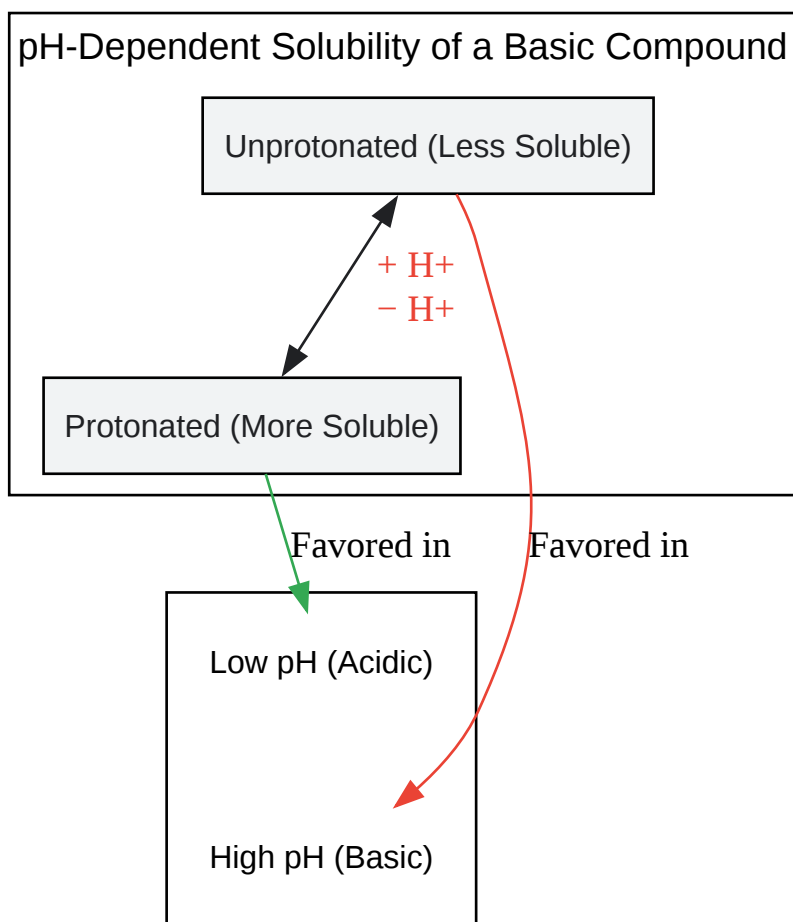 pH-Dependent Solubility of a Basic Compound
Unprotonated (Less Soluble)
+ H+
− H+
Protonated (More Soluble)
Favored in
Favored in
Low pH (Acidic)
High pH (Basic)